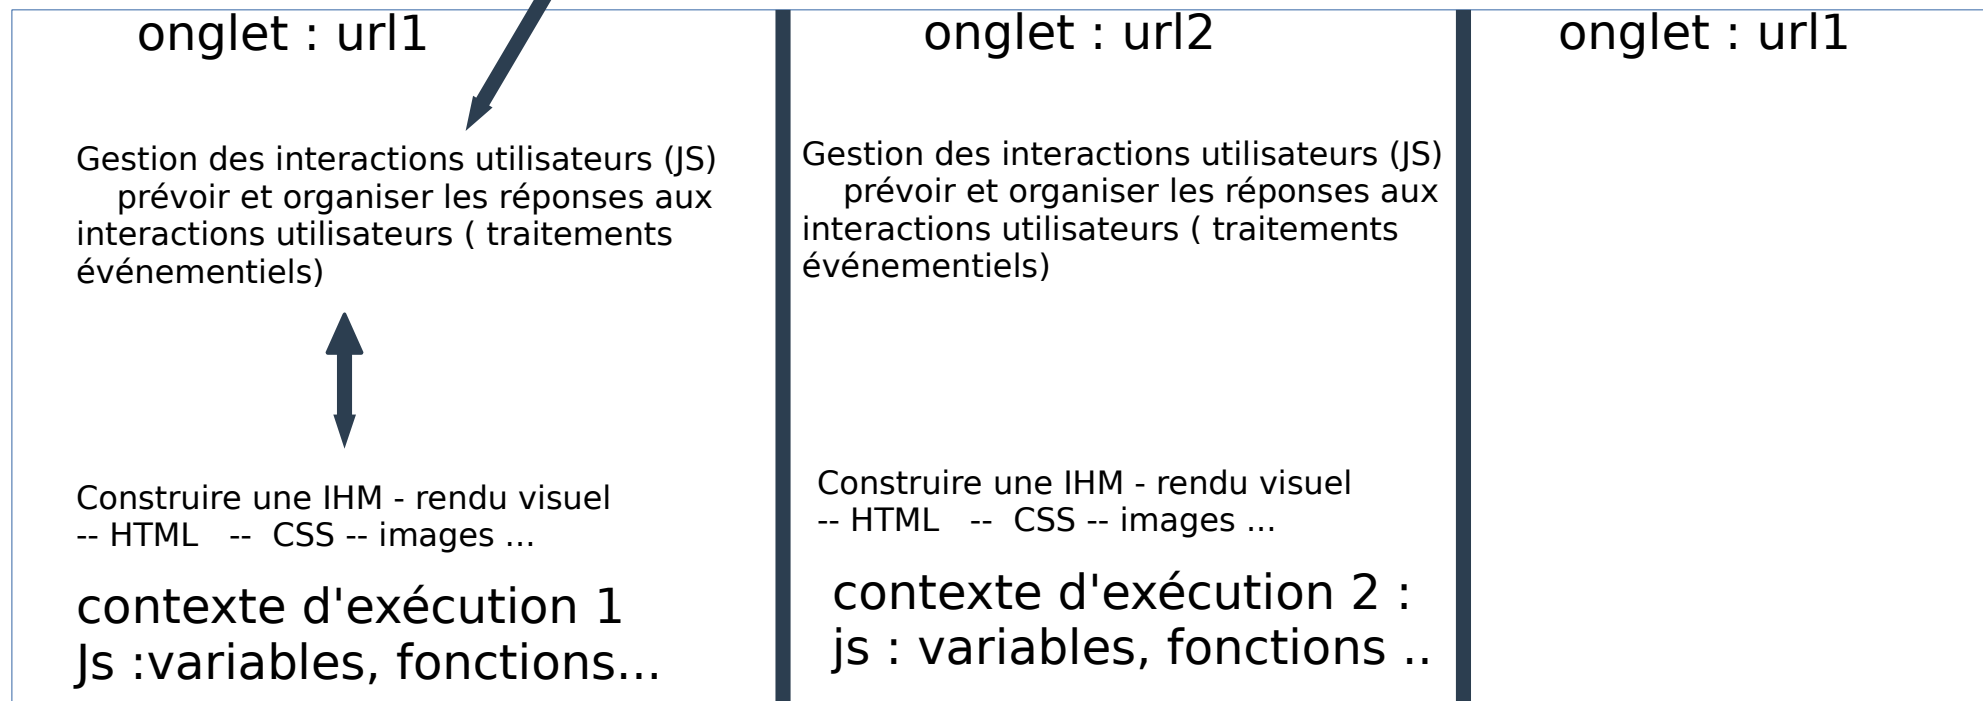 onglet : url1
Gestion des interactions utilisateurs (JS)
prévoir et organiser les réponses aux
interactions utilisateurs ( traitements
événementiels)
Construire une IHM - rendu visuel
-- HTML -- CSS -- images ...
contexte d'exécution 1
Js :variables, fonctions...
onglet : url2
Gestion des interactions utilisateurs (JS)
prévoir et organiser les réponses aux
interactions utilisateurs ( traitements
événementiels)
Construire une IHM - rendu visuel
-- HTML -- CSS -- images ...
contexte d'exécution 2 :
js : variables, fonctions ..
onglet : url1